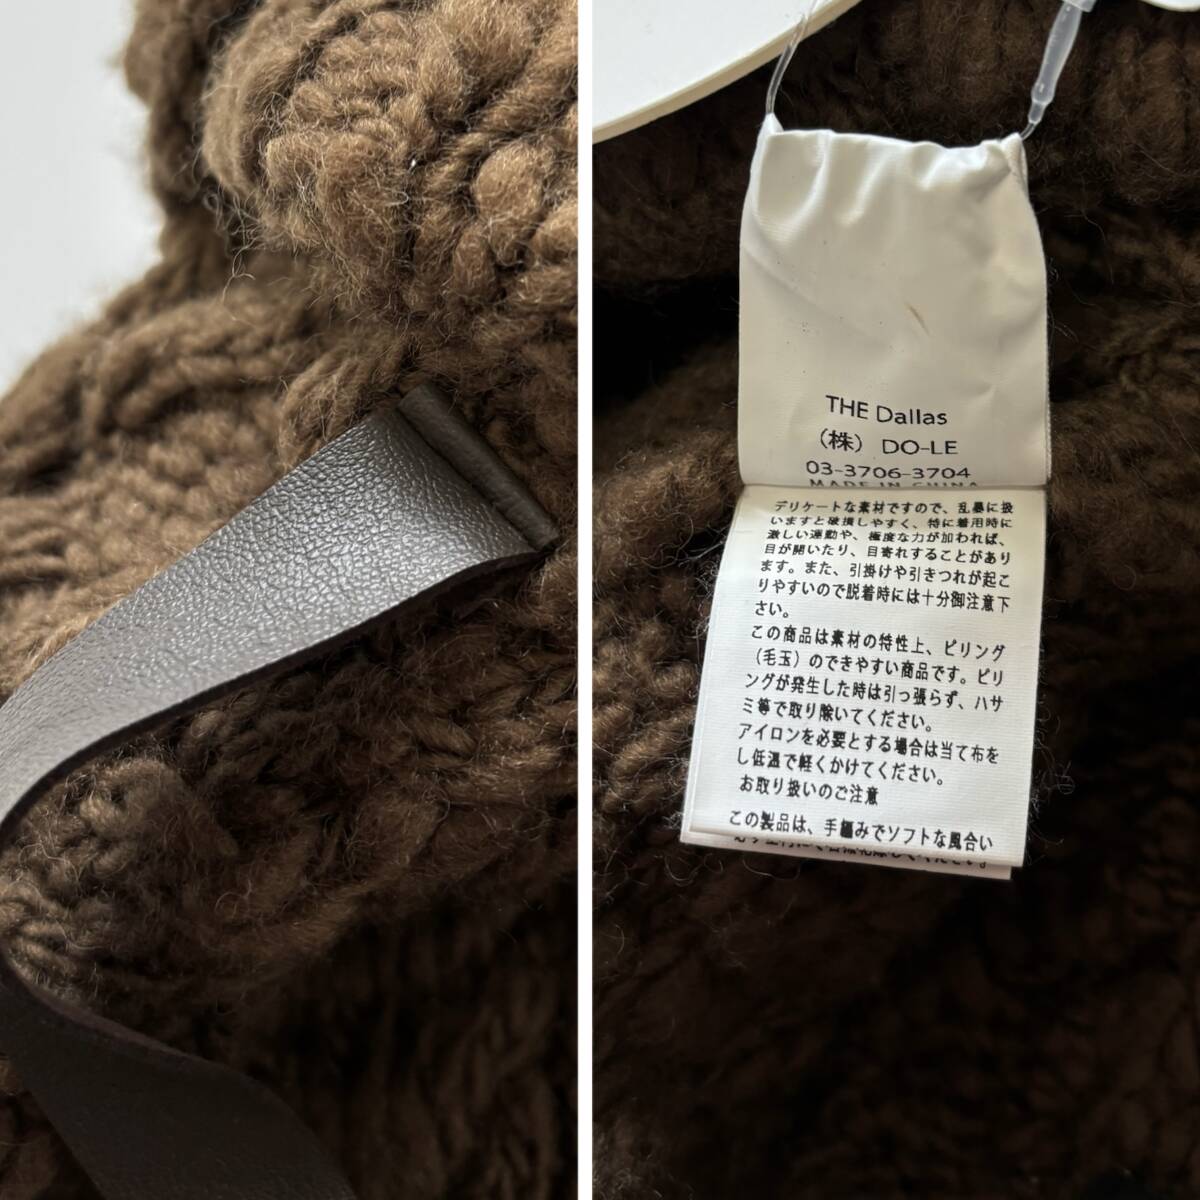 THE Dallas
（株） DO-LE
03-3706-3704
MADE IN CHINA
デリケートな素材ですので、乱暴に扱
いますと破損しやすく、特に着用時に
激しい運動や、極度な力が加われば、
目が開いたり、目寄れすることがあり
ます。また、引掛けや引きつれが起こ
りやすいので脱着時には十分御注意下
さい。
この商品は素材の特性上、ピリング
（毛玉）のできやすい商品です。ピリ
ングが発生した時は引っ張らず、ハサ
ミ等で取り除いてください。
アイロンを必要とする場合は当て布を
し低温で軽くかけてください。
お取り扱いのご注意
この製品は、手編みでソフトな風合い